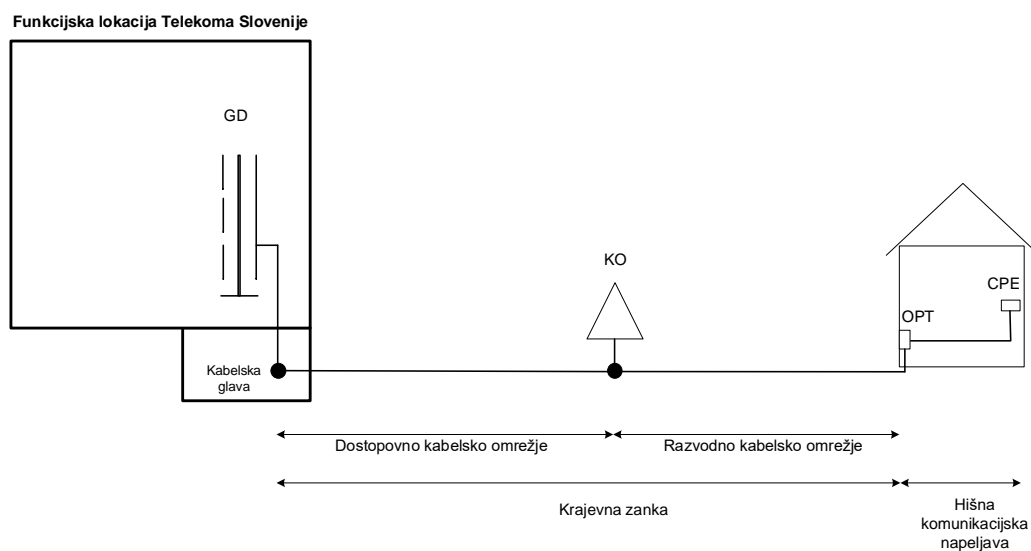 Funkcijska lokacija Telekoma Slovenije
GD
KO
CPE
OPT
Kabelska
glava
Dostopovno kabelsko omrežje
Razvodno kabelsko omrežje
Krajevna zanka
Hišna
komunikacijska
napeljava